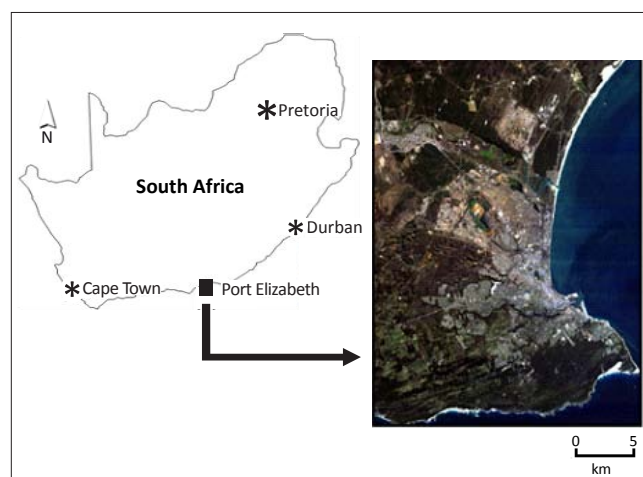 Pretoria
N
South Africa
Durban
Cape Town
Port Elizabeth
0 5
km